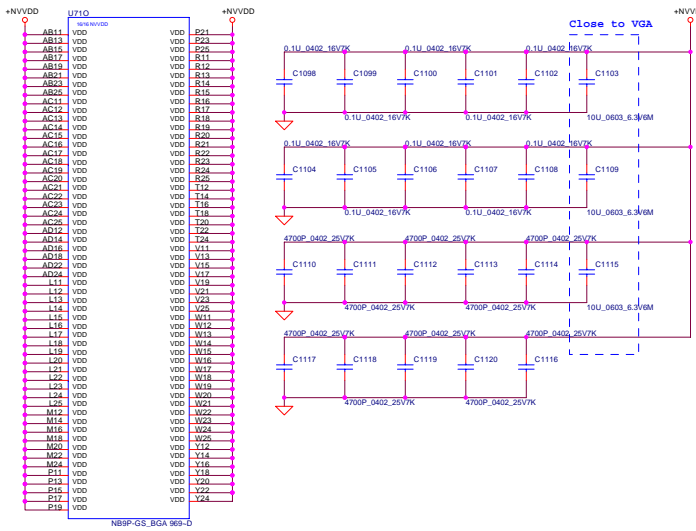 +NVVDD
U71O
+NVVDD
+NVVDD
16/16 NVVDD
AB11 VDD VDD P21
AB13 VDD VDD P23
AB15 VDD VDD P25
AB17 VDD VDD R11
AB19 VDD VDD R12
AB21 VDD VDD R13
AB23 VDD VDD R14
AB25 VDD VDD R15
AC11 VDD VDD R16
AC12 VDD VDD R17
AC13 VDD VDD R18
AC14 VDD VDD R19
AC15 VDD VDD R20
AC16 VDD VDD R21
AC17 VDD VDD R22
AC18 VDD VDD R23
AC19 VDD VDD R24
AC20 VDD VDD R25
AC21 VDD VDD T12
AC22 VDD VDD T14
AC23 VDD VDD T16
AC24 VDD VDD T18
AC25 VDD VDD T20
AD12 VDD VDD T22
AD14 VDD VDD T24
AD16 VDD VDD V11
AD18 VDD VDD V13
AD22 VDD VDD V15
AD24 VDD VDD V17
L11 VDD VDD V19
L12 VDD VDD V21
L13 VDD VDD V23
L14 VDD VDD V25
L15 VDD VDD W11
L16 VDD VDD W12
L17 VDD VDD W13
L18 VDD VDD W14
L19 VDD VDD W15
L20 VDD VDD W16
L21 VDD VDD W17
L22 VDD VDD W18
L23 VDD VDD W19
L24 VDD VDD W20
L25 VDD VDD W21
M12 VDD VDD W22
M14 VDD VDD W23
M16 VDD VDD W24
M18 VDD VDD W25
M20 VDD VDD Y12
M22 VDD VDD Y14
M24 VDD VDD Y16
P11 VDD VDD Y18
P13 VDD VDD Y20
P15 VDD VDD Y22
P17 VDD VDD Y24
P19 VDD
NB9P-GS_BGA 969~D
Close to VGA
0.1U_0402_16V7K 0.1U_0402_16V7K 0.1U_0402_16V7K
C1098 C1099 C1100 C1101 C1102 C1103
0.1U_0402_16V7K 0.1U_0402_16V7K 10U_0603_6.3V6M
0.1U_0402_16V7K 0.1U_0402_16V7K 0.1U_0402_16V7K
C1104 C1105 C1106 C1107 C1108 C1109
0.1U_0402_16V7K 0.1U_0402_16V7K 10U_0603_6.3V6M
4700P_0402_25V7K 4700P_0402_25V7K 4700P_0402_25V7K
C1110 C1111 C1112 C1113 C1114 C1115
4700P_0402_25V7K 4700P_0402_25V7K 10U_0603_6.3V6M
4700P_0402_25V7K 4700P_0402_25V7K 4700P_0402_25V7K
C1117 C1118 C1119 C1120 C1116
4700P_0402_25V7K 4700P_0402_25V7K